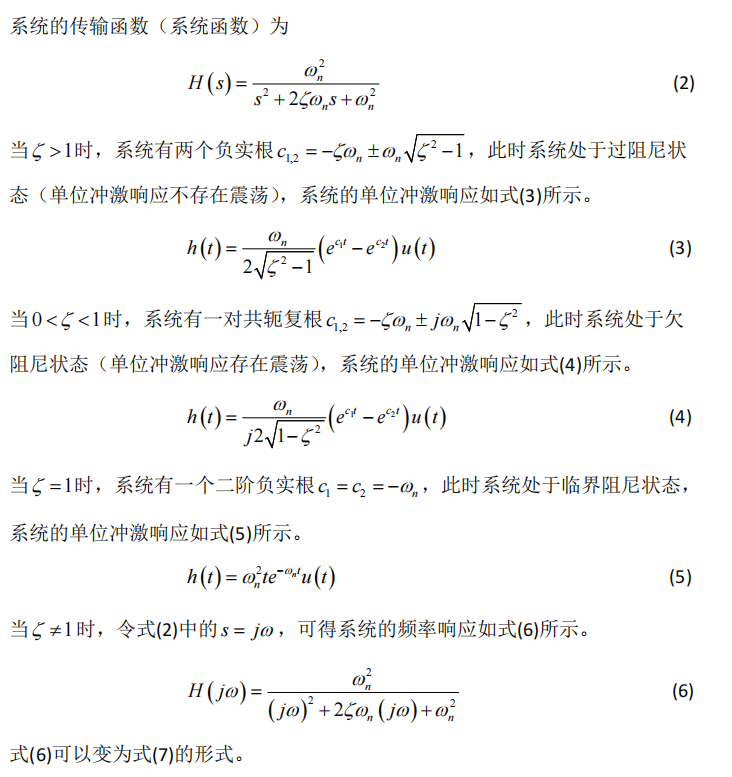 系统的传输函数（系统函数）为
H(s) = ω_n^2 / (s^2 + 2ζω_n s + ω_n^2) (2)
当 ζ > 1 时，系统有两个负实根 c_{1,2} = −ζω_n ± ω_n√(ζ^2 − 1)，此时系统处于过阻尼状
态（单位冲激响应不存在震荡），系统的单位冲激响应如式(3)所示。
h(t) = ω_n / (2√(ζ^2 − 1)) (e^{c_1 t} − e^{c_2 t}) u(t) (3)
当 0 < ζ < 1 时，系统有一对共轭复根 c_{1,2} = −ζω_n ± jω_n√(1 − ζ^2)，此时系统处于欠
阻尼状态（单位冲激响应存在震荡），系统的单位冲激响应如式(4)所示。
h(t) = ω_n / (j2√(1 − ζ^2)) (e^{c_1 t} − e^{c_2 t}) u(t) (4)
当 ζ = 1 时，系统有一个二阶负实根 c_1 = c_2 = −ω_n，此时系统处于临界阻尼状态，
系统的单位冲激响应如式(5)所示。
h(t) = ω_n^2 t e^{−ω_n t} u(t) (5)
当 ζ ≠ 1 时，令式(2)中的 s = jω，可得系统的频率响应如式(6)所示。
H(jω) = ω_n^2 / ((jω)^2 + 2ζω_n (jω) + ω_n^2) (6)
式(6)可以变为式(7)的形式。